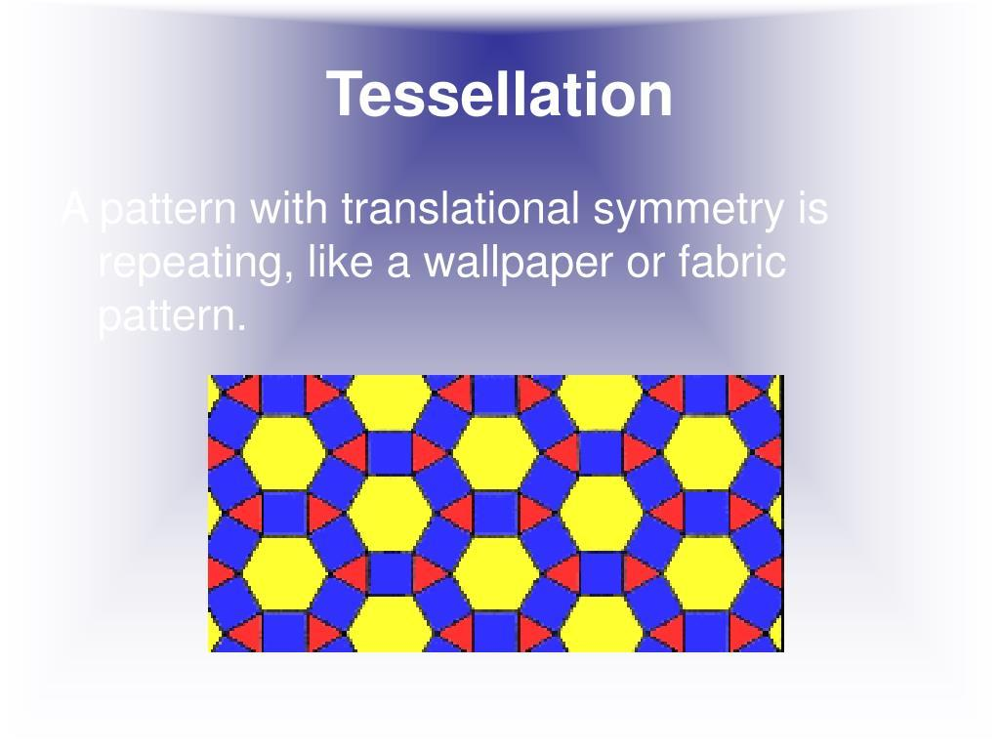 Tessellation
A pattern with translational symmetry is
repeating, like a wallpaper or fabric
pattern.